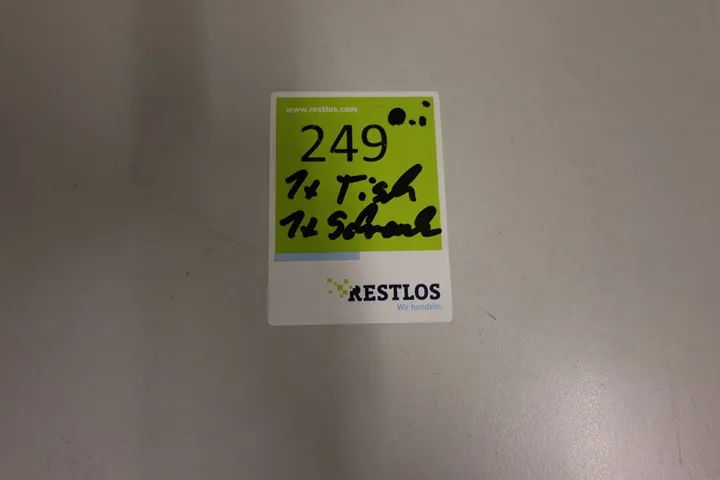 www.restlos.com
249
1x Tisch
1x Schrank
RESTLOS
Wir handeln.